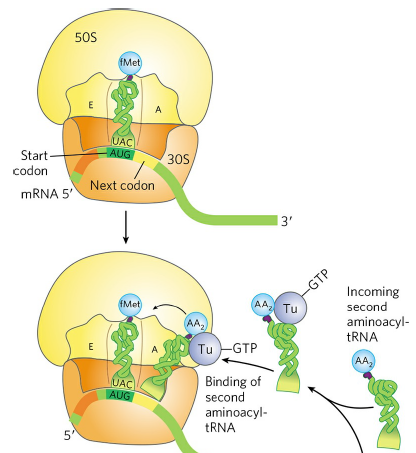 50S
fMet
E
A
UAC
AUG
Start
codon
30S
Next codon
mRNA 5′
3′
GTP
fMet
AA2
AA2
Tu
Incoming
second
aminoacyl-
tRNA
E
A
Tu
GTP
AA2
UAC
AUG
Binding of
second
aminoacyl-
tRNA
5′